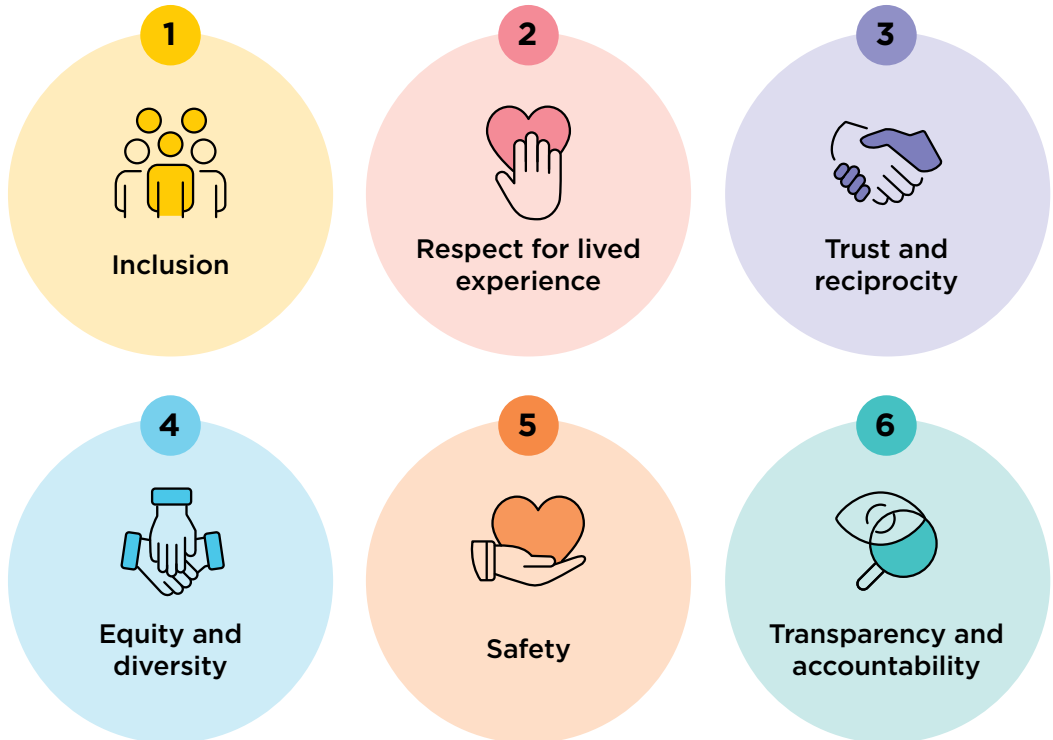 1
Inclusion
2
Respect for lived
experience
3
Trust and
reciprocity
4
Equity and
diversity
5
Safety
6
Transparency and
accountability